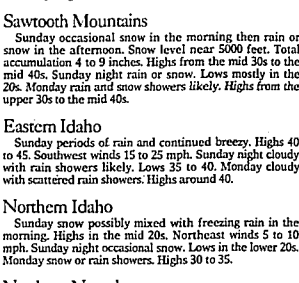 Sawtooth Mountains
Sunday occasional snow in the morning then rain or
snow in the afternoon. Snow level near 5000 feet. Total
accumulation 4 to 9 inches. Highs from the mid 30s to the
mid 40s. Sunday night rain or snow. Lows mostly in the
20s. Monday rain and snow showers likely. Highs from the
upper 30s to the mid 40s.
Eastern Idaho
Sunday periods of rain and continued breezy. Highs 40
to 45. Southwest winds 15 to 25 mph. Sunday night cloudy
with rain showers likely. Lows 35 to 40. Monday cloudy
with scattered rain showers. Highs around 40.
Northern Idaho
Sunday snow possibly mixed with freezing rain in the
morning. Highs in the mid 20s. Northeast winds 5 to 10
mph. Sunday night occasional snow. Lows in the lower 20s.
Monday snow or rain showers. Highs 30 to 35.